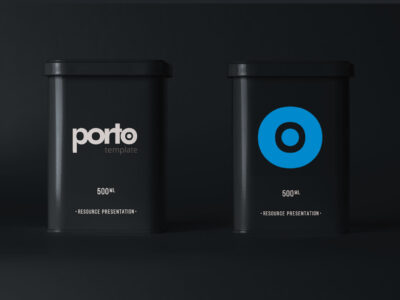 porto
template
500ML
- RESOURCE PRESENTATION -
500ML
- RESOURCE PRESENTATION -